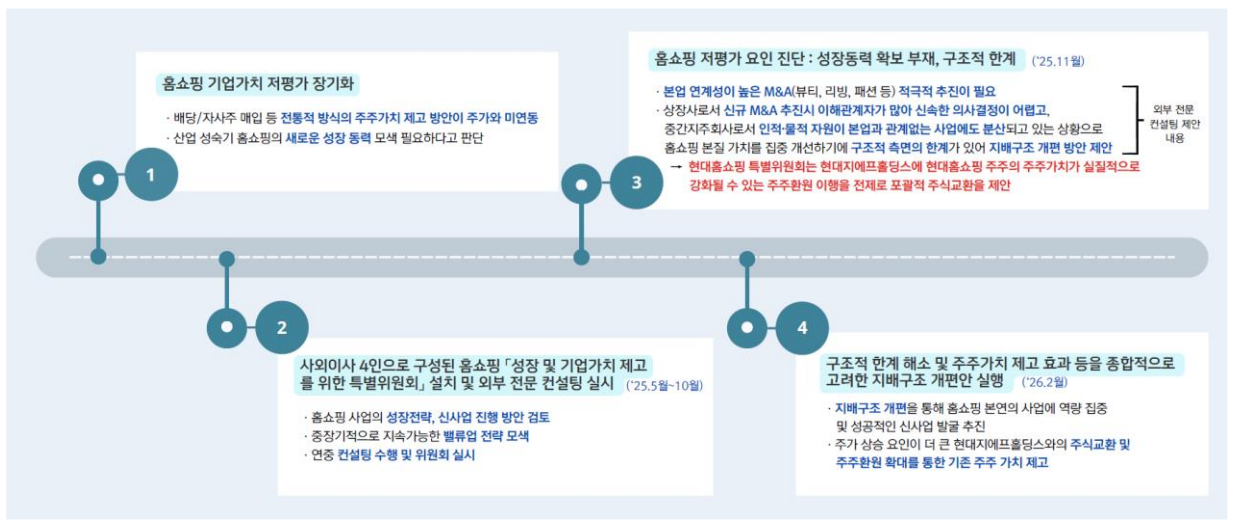 홈쇼핑 기업가치 저평가 장기화
· 배당/자사주 매입 등 전통적 방식의 주주가치 제고 방안이 주가와 미연동
· 산업 성숙기 홈쇼핑의 새로운 성장 동력 모색 필요하다고 판단
1
2
사외이사 4인으로 구성된 홈쇼핑 「성장 및 기업가치 제고
를 위한 특별위원회」 설치 및 외부 전문 컨설팅 실시 ('25.5월~10월)
· 홈쇼핑 사업의 성장전략, 신사업 진행 방안 검토
· 중장기적으로 지속가능한 밸류업 전략 모색
· 연중 컨설팅 수행 및 위원회 실시
홈쇼핑 저평가 요인 진단 : 성장동력 확보 부재, 구조적 한계 ('25.11월)
· 본업 연계성이 높은 M&A(뷰티, 리빙, 패션 등) 적극적 추진이 필요
· 상장사로서 신규 M&A 추진시 이해관계자가 많아 신속한 의사결정이 어렵고,
중간지주회사로서 인적·물적 자원이 본업과 관계없는 사업에도 분산되고 있는 상황으로
홈쇼핑 본질 가치를 집중 개선하기에 구조적 측면의 한계가 있어 지배구조 개편 방안 제안
외부 전문
컨설팅 제안
내용
→ 현대홈쇼핑 특별위원회는 현대지에프홀딩스에 현대홈쇼핑 주주의 주주가치가 실질적으로
강화될 수 있는 주주환원 이행을 전제로 포괄적 주식교환을 제안
3
4
구조적 한계 해소 및 주주가치 제고 효과 등을 종합적으로
고려한 지배구조 개편안 실행 ('26.2월)
· 지배구조 개편을 통해 홈쇼핑 본연의 사업에 역량 집중
및 성공적인 신사업 발굴 추진
· 주가 상승 요인이 더 큰 현대지에프홀딩스와의 주식교환 및
주주환원 확대를 통한 기존 주주 가치 제고